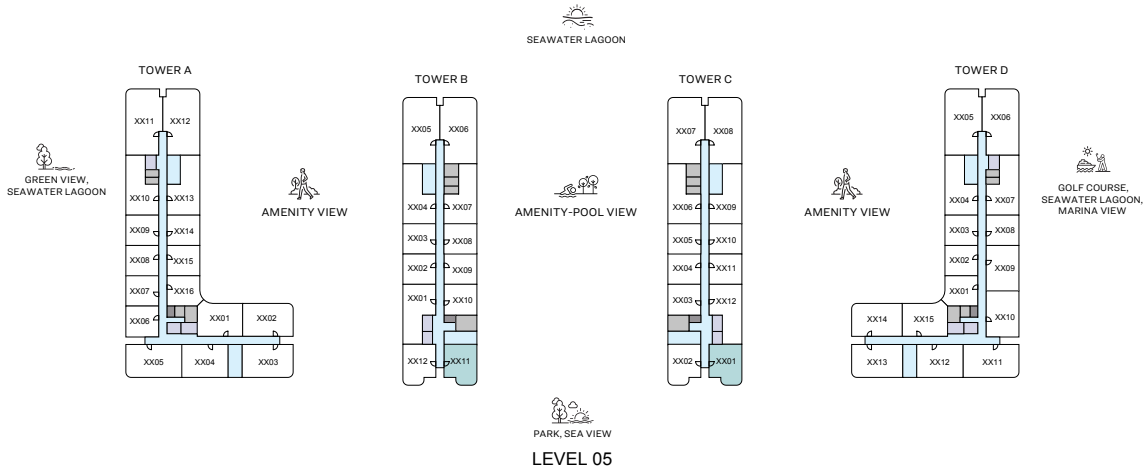 SEAWATER LAGOON
TOWER A
TOWER B
TOWER C
TOWER D
XX11
XX12
XX10
XX13
XX09
XX14
XX08
XX15
XX07
XX16
XX06
XX01
XX02
XX05
XX04
XX03
XX05
XX06
XX04
XX07
XX03
XX08
XX02
XX09
XX01
XX10
XX12
XX11
XX07
XX08
XX06
XX09
XX05
XX10
XX04
XX11
XX03
XX12
XX02
XX01
XX05
XX06
XX04
XX07
XX03
XX08
XX02
XX09
XX01
XX10
XX14
XX15
XX13
XX12
XX11
GREEN VIEW,
SEAWATER LAGOON
AMENITY VIEW
AMENITY-POOL VIEW
AMENITY VIEW
GOLF COURSE,
SEAWATER LAGOON,
MARINA VIEW
PARK, SEA VIEW
LEVEL 05